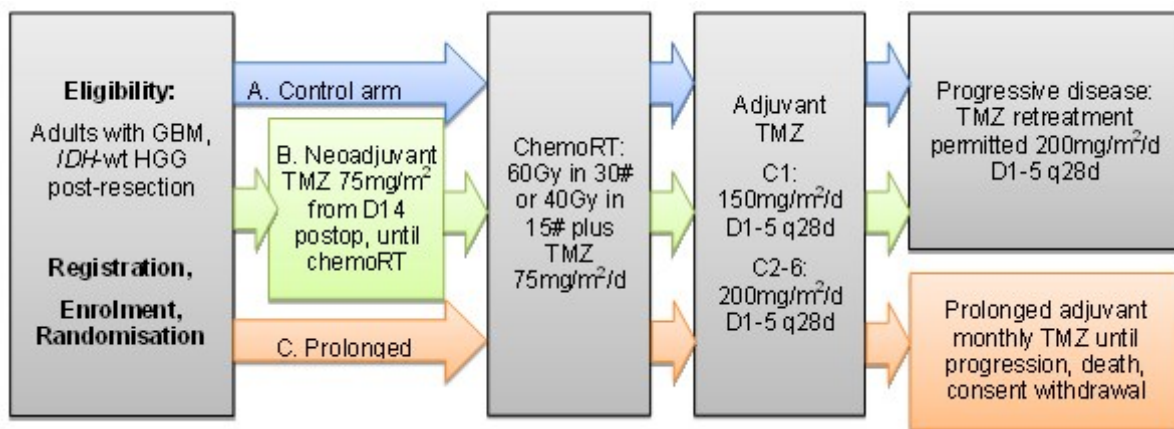 Eligibility:
Adults with GBM,
IDH-wt HGG
post-resection
Registration,
Enrolment,
Randomisation
A. Control arm
B. Neoadjuvant
TMZ 75mg/m²
from D14
postop, until
chemoRT
C. Prolonged
ChemoRT:
60Gy in 30#
or 40Gy in
15# plus
TMZ
75mg/m²/d
Adjuvant
TMZ
C1:
150mg/m²/d
D1-5 q28d
C2-6:
200mg/m²/d
D1-5 q28d
Progressive disease:
TMZ retreatment
permitted 200mg/m²/d
D1-5 q28d
Prolonged adjuvant
monthly TMZ until
progression, death,
consent withdrawal